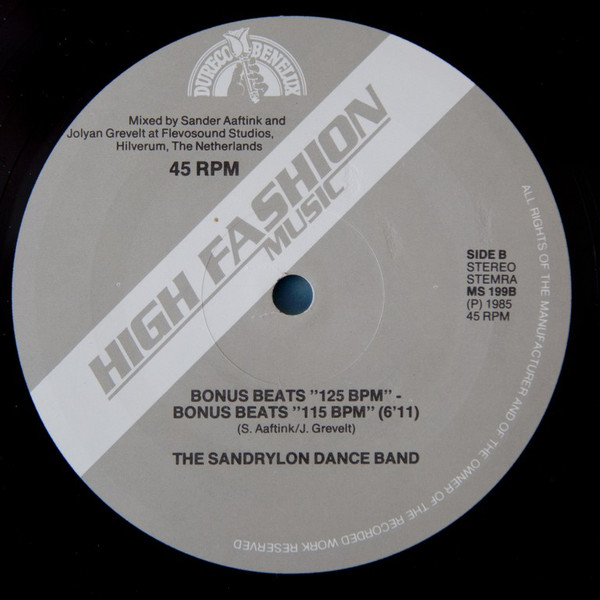 DURECO BENELUX
Mixed by Sander Aaftink and
Jolyan Grevelt at Flevosound Studios,
Hilverum, The Netherlands
45 RPM
HIGH FASHION
MUSIC
SIDE B
STEREO
STEMRA
MS 199B
(P) 1985
45 RPM
BONUS BEATS "125 BPM" -
BONUS BEATS "115 BPM" (6'11)
(S. Aaftink/J. Grevelt)
THE SANDRYLON DANCE BAND
ALL RIGHTS OF THE MANUFACTURER AND OF THE OWNER OF THE RECORDED WORK RESERVED